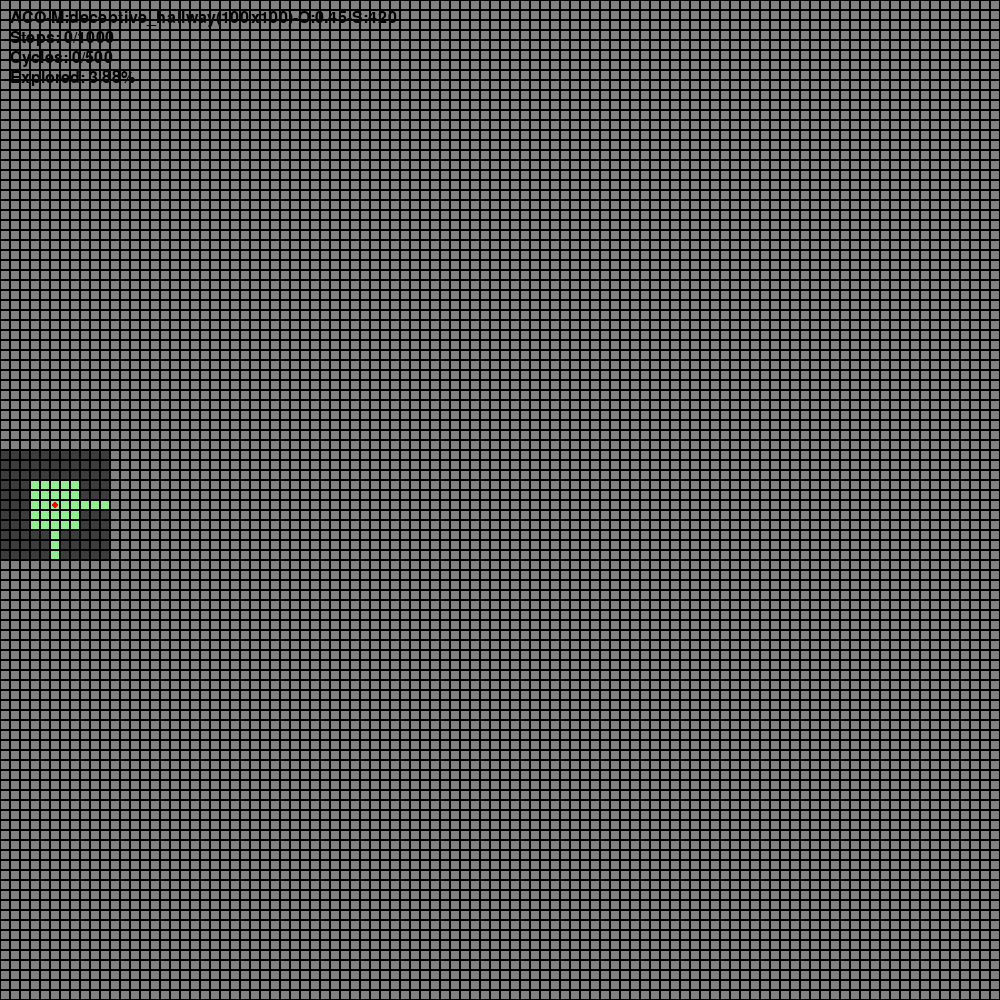 ACO M:deceptive_hallway(100x100) O:0.45 S:420
Steps: 0/1000
Cycles: 0/500
Explored: 3.88%